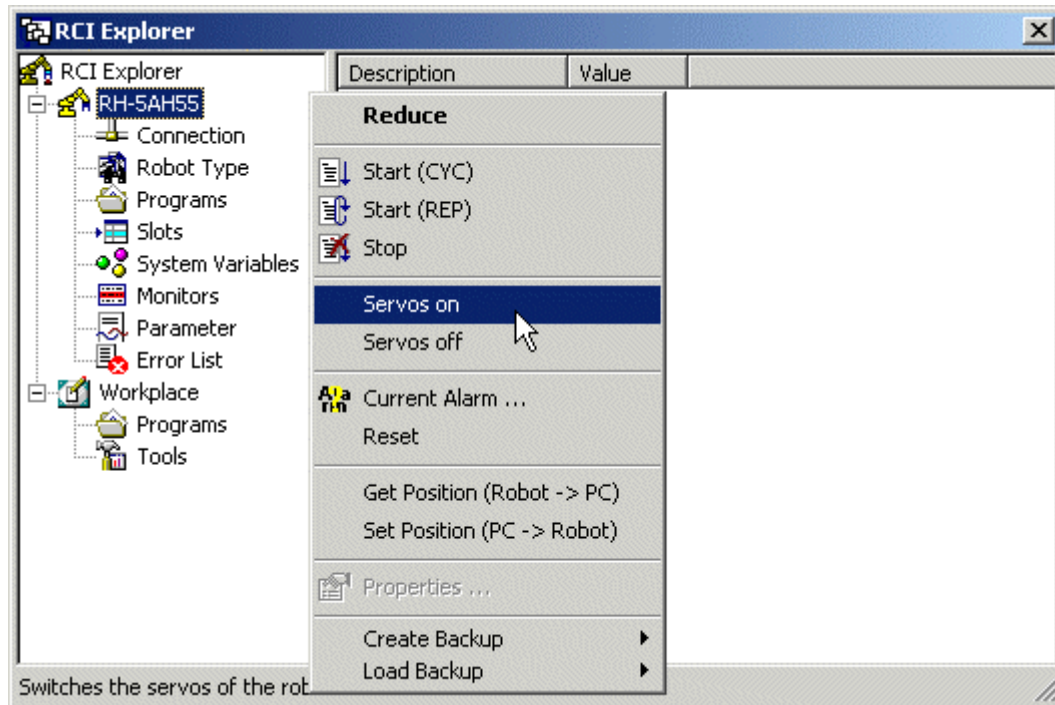 RCI Explorer
RCI Explorer
Description Value
RH-5AH55
Connection
Robot Type
Programs
Slots
System Variables
Monitors
Parameter
Error List
Workplace
Programs
Tools
Reduce
Start (CYC)
Start (REP)
Stop
Servos on
Servos off
Current Alarm ...
Reset
Get Position (Robot -> PC)
Set Position (PC -> Robot)
Properties ...
Create Backup
Load Backup
Switches the servos of the